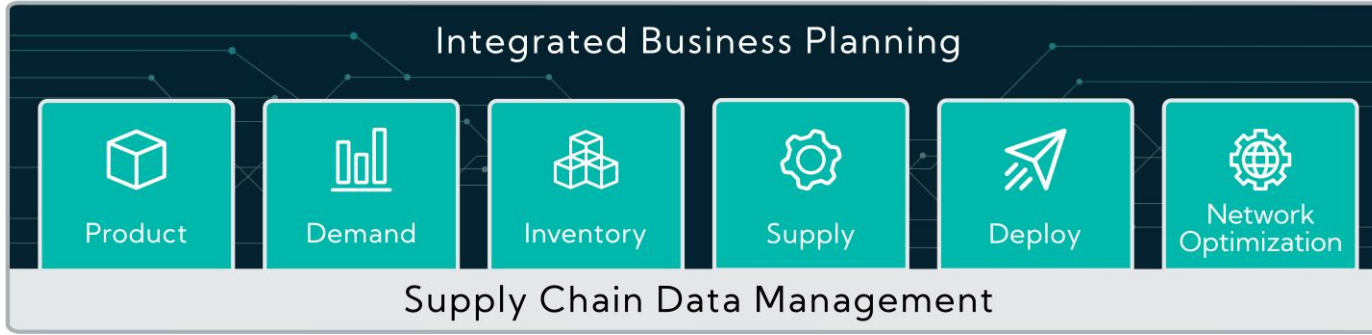 Integrated Business Planning
Product
Demand
Inventory
Supply
Deploy
Network
Optimization
Supply Chain Data Management